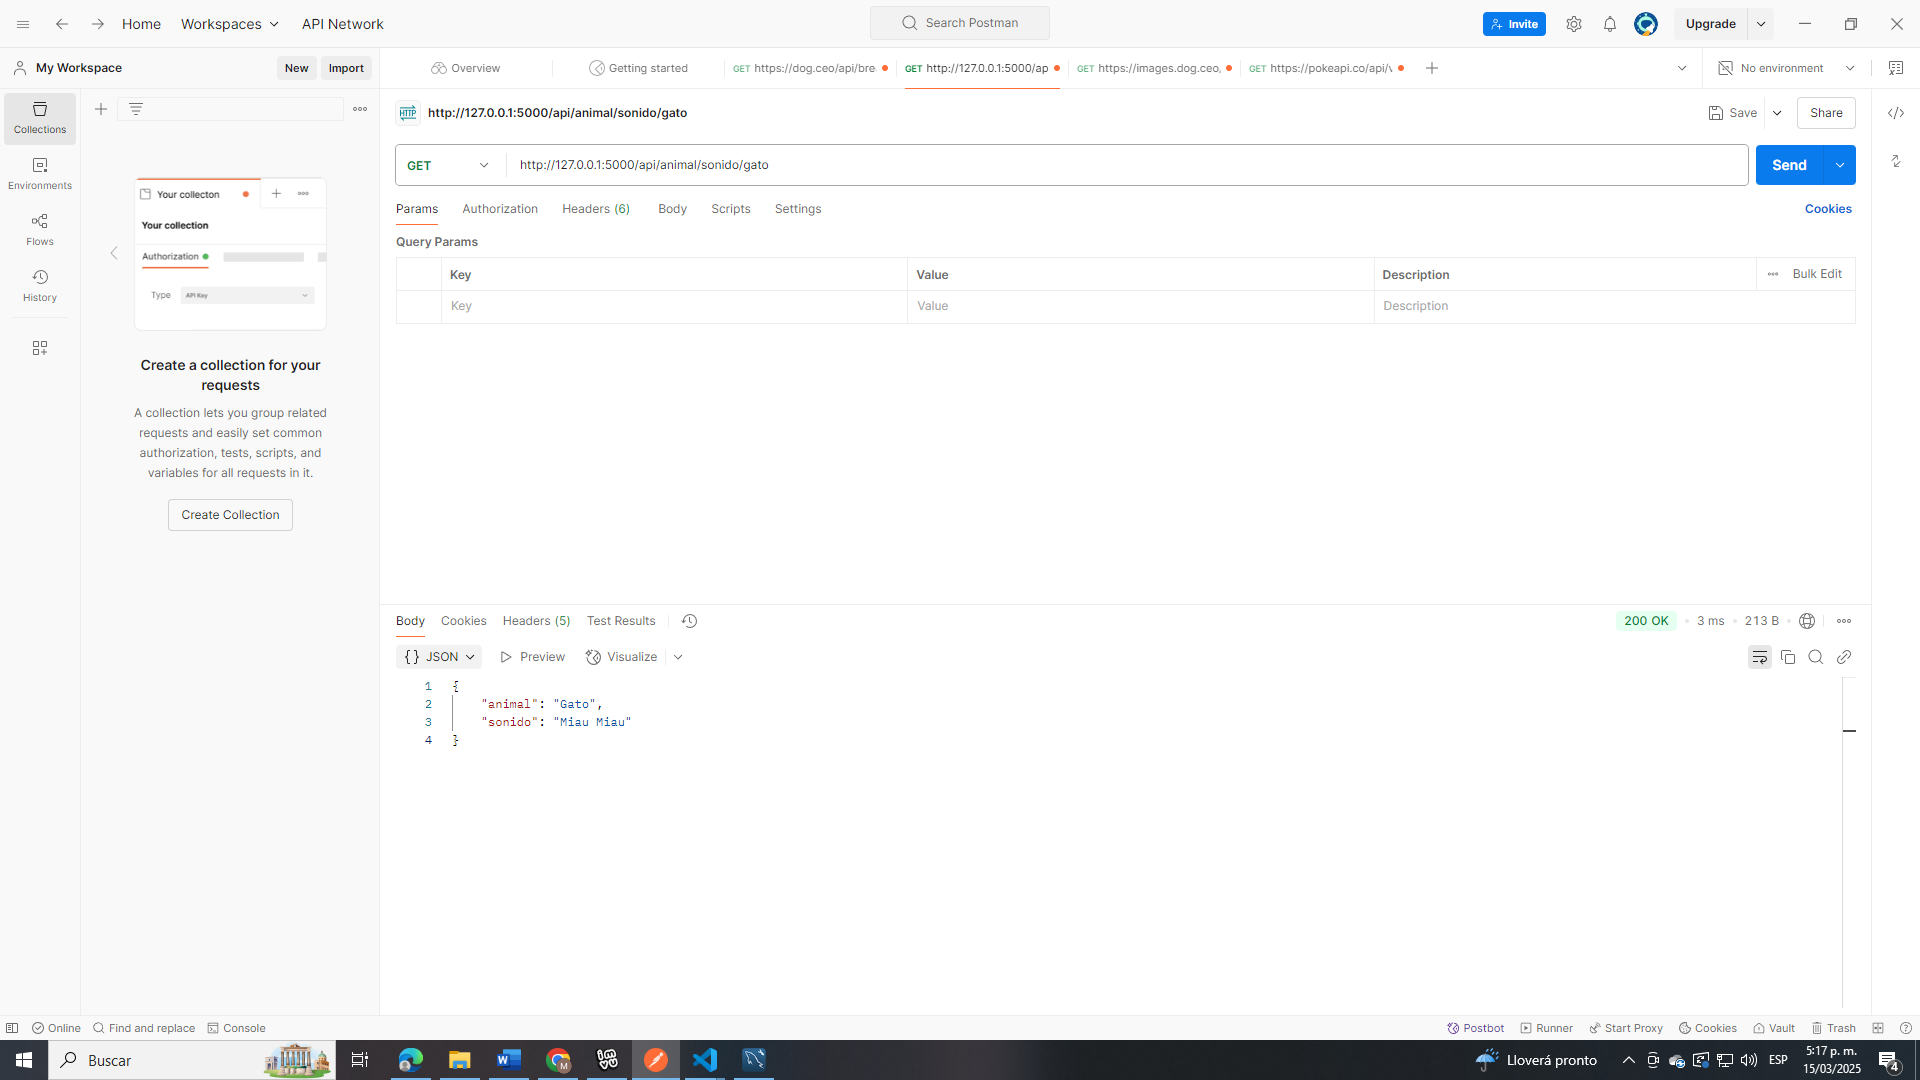 Home
Workspaces
API Network
Search Postman
Invite
Upgrade
My Workspace
New
Import
Overview
Getting started
GET https://dog.ceo/api/bre
GET http://127.0.0.1:5000/ap
GET https://images.dog.ceo,
GET https://pokeapi.co/api/v
No environment
Collections
Environments
Flows
History
Your collecton
Your collection
Authorization
Type
API Key
Create a collection for your
requests
A collection lets you group related
requests and easily set common
authorization, tests, scripts, and
variables for all requests in it.
Create Collection
HTTP
http://127.0.0.1:5000/api/animal/sonido/gato
Save
Share
GET
http://127.0.0.1:5000/api/animal/sonido/gato
Send
Params
Authorization
Headers (6)
Body
Scripts
Settings
Cookies
Query Params
Key
Value
Description
Bulk Edit
Key
Value
Description
Body
Cookies
Headers (5)
Test Results
200 OK
3 ms
213 B
{} JSON
Preview
Visualize
1 {
2 "animal": "Gato",
3 "sonido": "Miau Miau"
4 }
Online
Find and replace
Console
Postbot
Runner
Start Proxy
Cookies
Vault
Trash
Buscar
Lloverá pronto
ESP
5:17 p. m.
15/03/2025
4